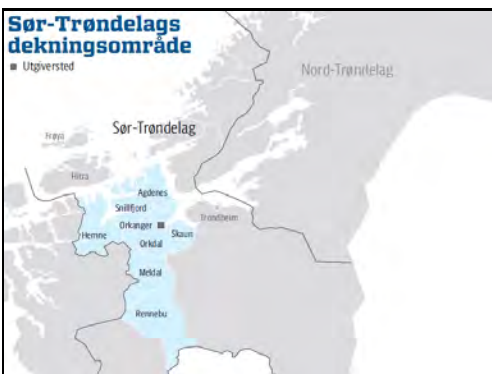 Sør-Trøndelags
dekningsområde
Utgiversted
Nord-Trøndelag
Frøya
Sør-Trøndelag
Hitra
Agdenes
Snillfjord
Trondheim
Orkanger
Hemne
Skaun
Orkdal
Meldal
Rennebu